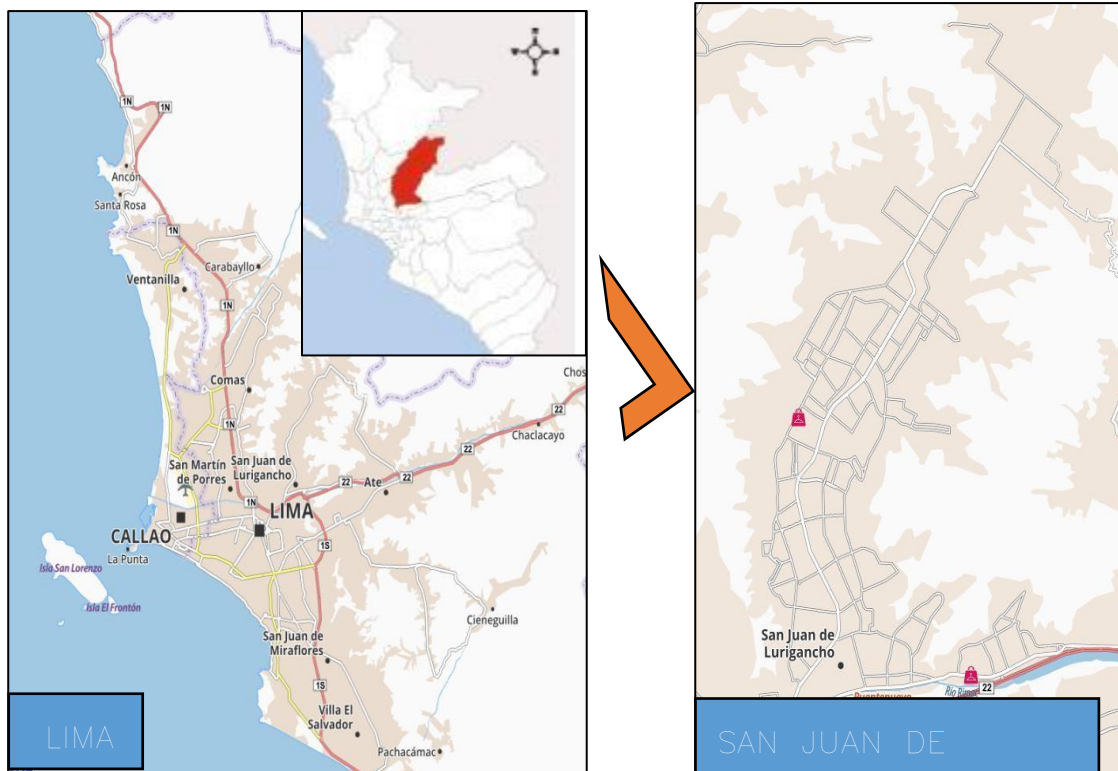 1N
1N
Ancón
Santa Rosa
1N
Carabayllo
Ventanilla
1N
Comas
22
Chaclacayo
1N
22
San Martín
de Porres
San Juan de
Lurigancho
22
22
Ate
1N
LIMA
CALLAO
1S
La Punta
Isla San Lorenzo
Isla El Frontón
Cieneguilla
San Juan de
Miraflores
1S
Villa El
Salvador
Pachacámac
LIMA
San Juan de
Lurigancho
22
SAN JUAN DE